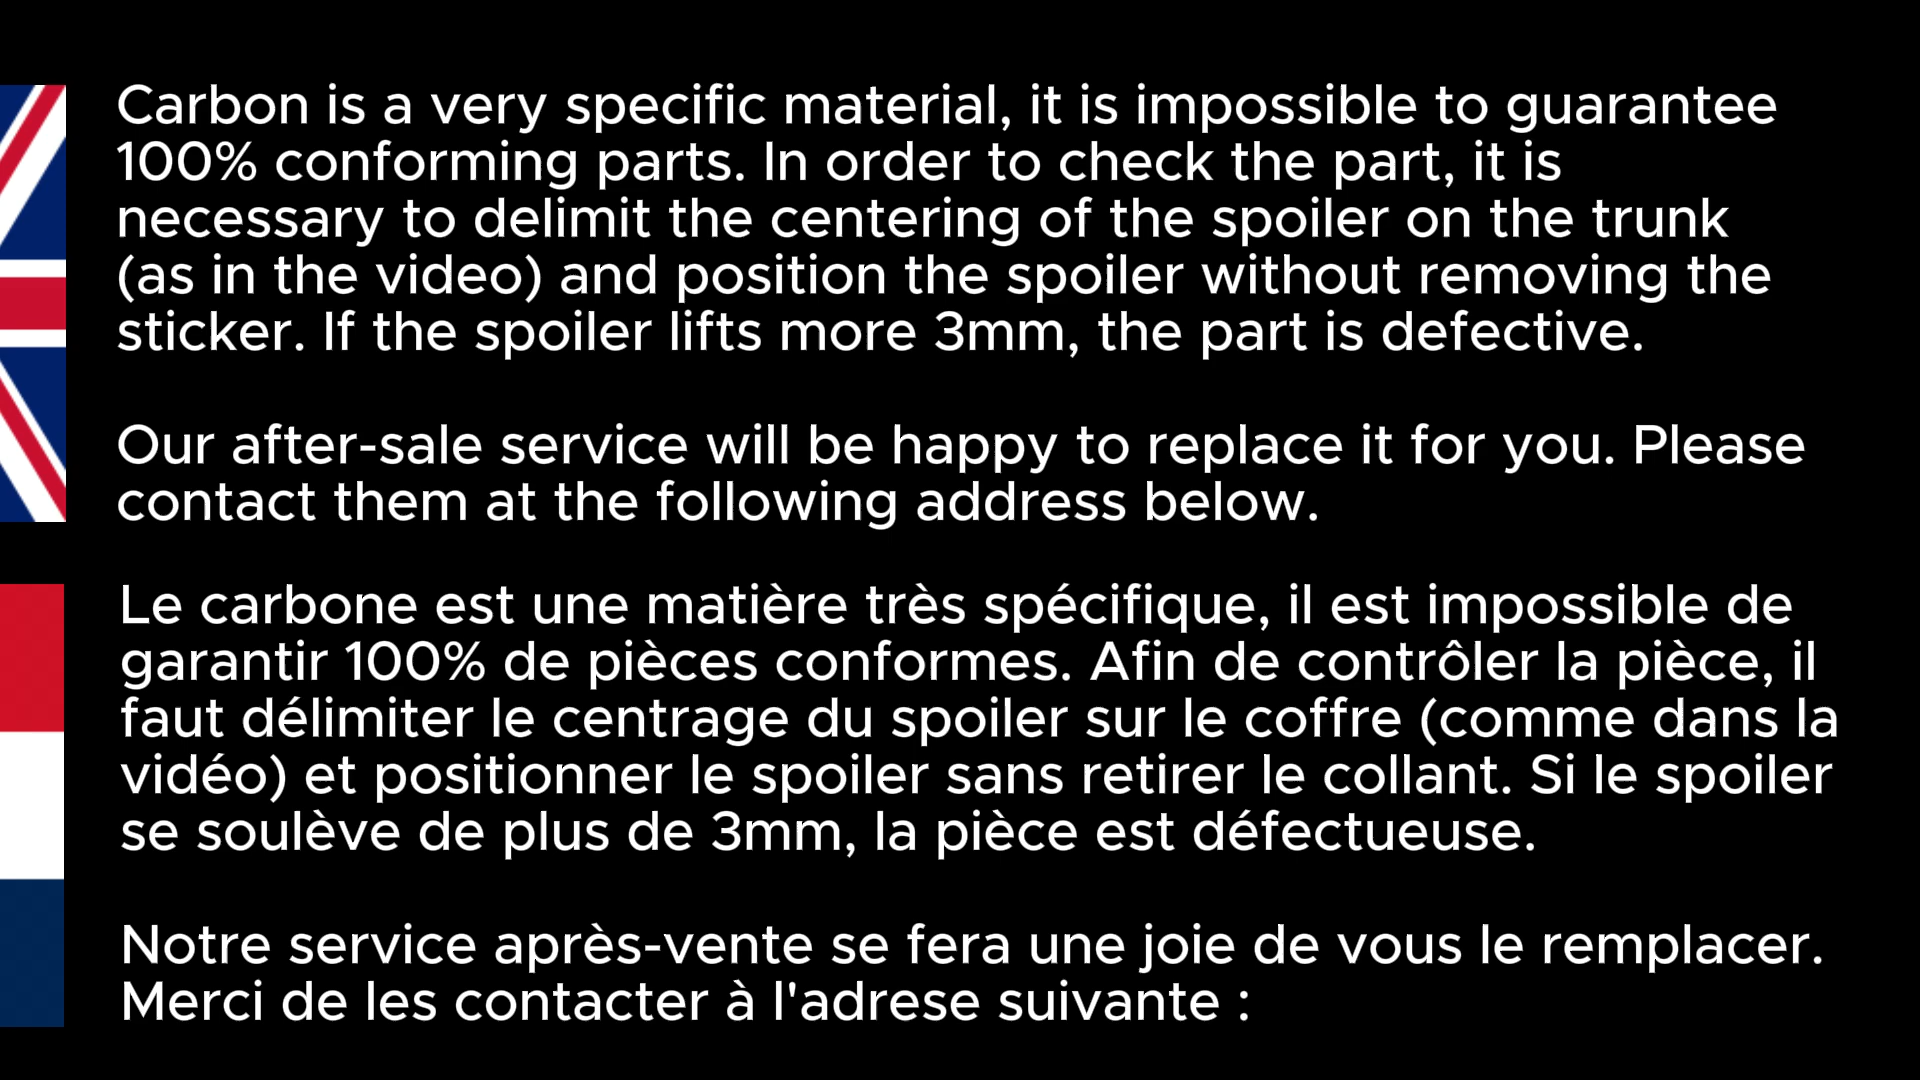 Carbon is a very specific material, it is impossible to guarantee
100% conforming parts. In order to check the part, it is
necessary to delimit the centering of the spoiler on the trunk
(as in the video) and position the spoiler without removing the
sticker. If the spoiler lifts more 3mm, the part is defective.
Our after-sale service will be happy to replace it for you. Please
contact them at the following address below.
Le carbone est une matière très spécifique, il est impossible de
garantir 100% de pièces conformes. Afin de contrôler la pièce, il
faut délimiter le centrage du spoiler sur le coffre (comme dans la
vidéo) et positionner le spoiler sans retirer le collant. Si le spoiler
se soulève de plus de 3mm, la pièce est défectueuse.
Notre service après-vente se fera une joie de vous le remplacer.
Merci de les contacter à l'adrese suivante :